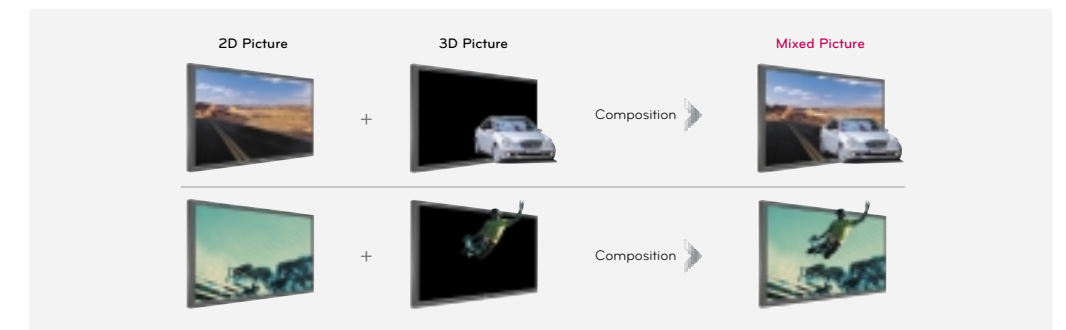 2D Picture
3D Picture
Mixed Picture
+
Composition
+
Composition